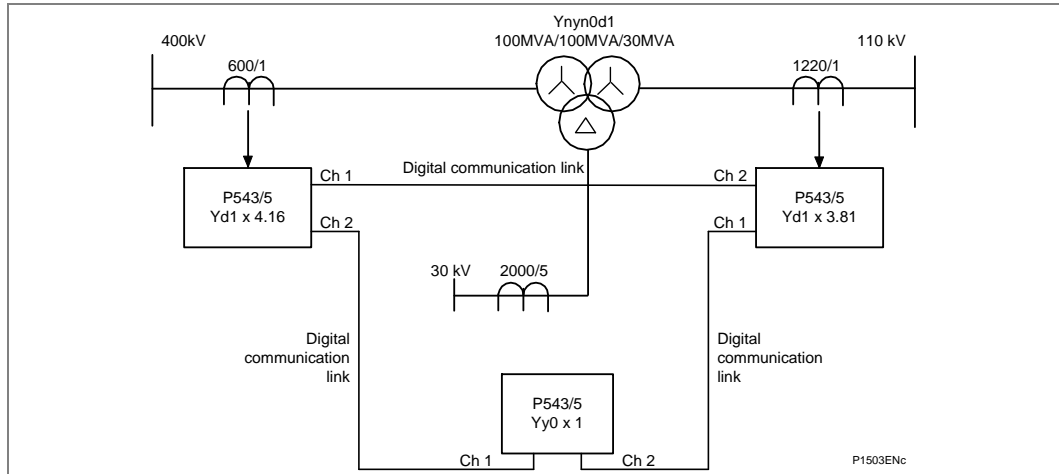 Ynyn0d1
100MVA/100MVA/30MVA
400kV
110 kV
600/1
1220/1
Digital communication link
Ch 1
Ch 2
P543/5
Yd1 x 4.16
P543/5
Yd1 x 3.81
Ch 2
Ch 1
30 kV
2000/5
Digital
communication
link
Digital
communication
link
P543/5
Yy0 x 1
Ch 1
Ch 2
P1503ENc